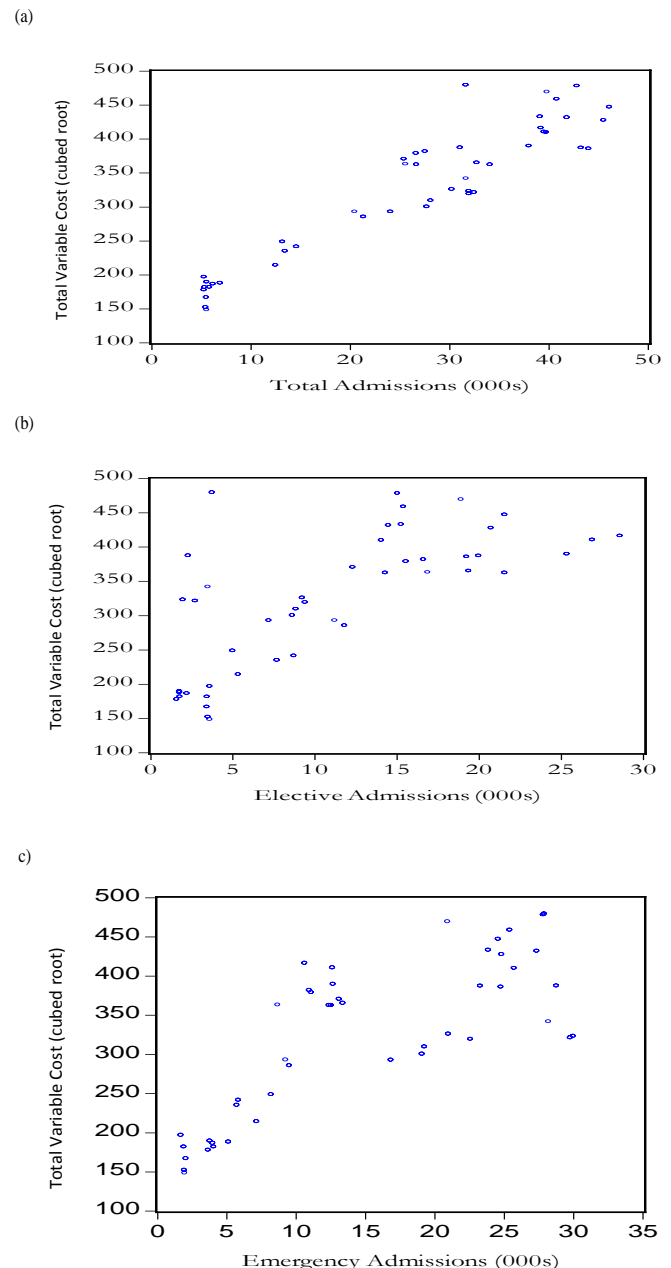 (a)
Total Variable Cost (cubed root)
500
450
400
350
300
250
200
150
100
0 10 20 30 40 50
Total Admissions (000s)
(b)
Total Variable Cost (cubed root)
500
450
400
350
300
250
200
150
100
0 5 10 15 20 25 30
Elective Admissions (000s)
c)
Total Variable Cost (cubed root)
500
450
400
350
300
250
200
150
100
0 5 10 15 20 25 30 35
Emergency Admissions (000s)